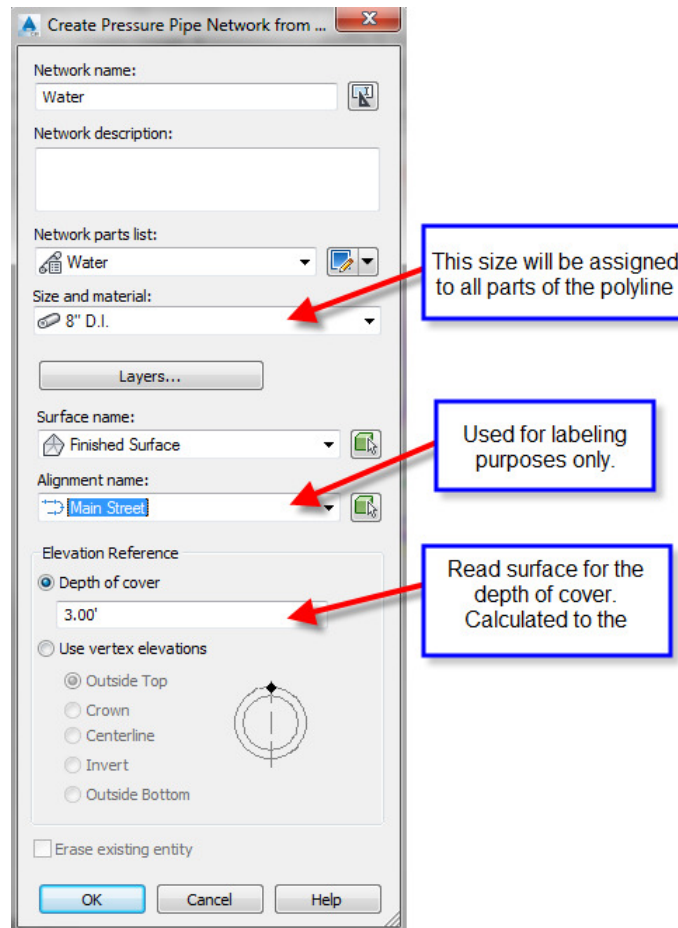 Create Pressure Pipe Network from ...
Network name:
Water
Network description:
Network parts list:
Water
Size and material:
8" D.I.
Layers...
Surface name:
Finished Surface
Alignment name:
Main Street
Elevation Reference
Depth of cover
3.00'
Use vertex elevations
Outside Top
Crown
Centerline
Invert
Outside Bottom
Erase existing entity
OK Cancel Help
This size will be assigned
to all parts of the polyline
Used for labeling
purposes only.
Read surface for the
depth of cover.
Calculated to the